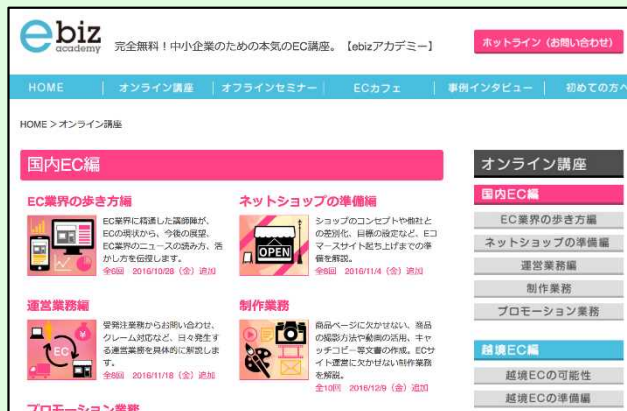 ebiz
academy
完全無料！中小企業のための本気のEC講座。【ebizアカデミー】
ホットライン（お問い合わせ）
HOME
オンライン講座
オフラインセミナー
ECカフェ
事例インタビュー
初めての方へ
HOME > オンライン講座
国内EC編
EC業界の歩き方編
EC業界に精通した講師陣が、
ECの現状から、今後の展望、
EC業界のニュースの読み方、活
かし方を伝授します。
全6回 2016/10/28（金）追加
ネットショップの準備編
OPEN
ショップのコンセプトや他社と
の差別化、目標の設定など、Eコ
マースサイト起ち上げまでの準
備を解説。
全8回 2016/11/4（金）追加
運営業務編
EC
受発注業務からお問い合わせ、
クレーム対応など、日々発生す
る運営業務を具体的に解説しま
す。
全6回 2016/11/18（金）追加
制作業務
商品ページに欠かせない、商品
の撮影方法や動画の活用、キャ
ッチコピー等文書の作成。ECサ
イト運営に欠かせない制作業務
を解説。
全10回 2016/12/9（金）追加
プロモーション業務
オンライン講座
国内EC編
EC業界の歩き方編
ネットショップの準備編
運営業務編
制作業務
プロモーション業務
越境EC編
越境ECの可能性
越境ECの準備編